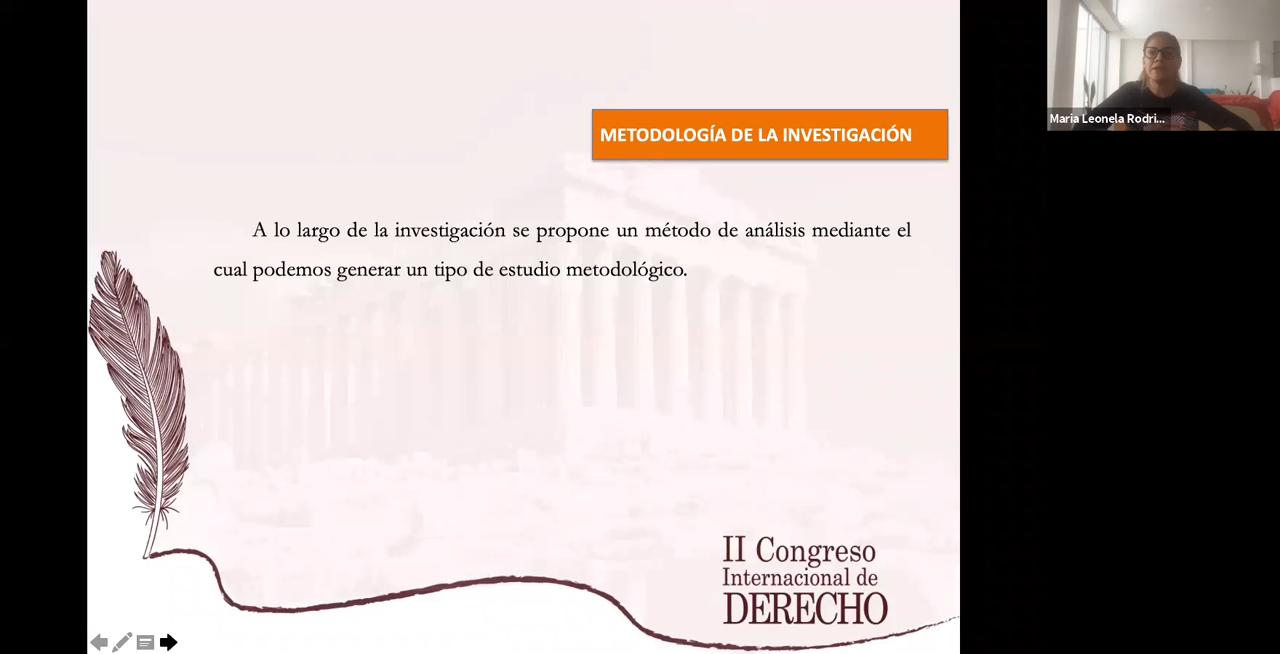 METODOLOGÍA DE LA INVESTIGACIÓN
A lo largo de la investigación se propone un método de análisis mediante el
cual podemos generar un tipo de estudio metodológico.
II Congreso
Internacional de
DERECHO
Maria Leonela Rodri...